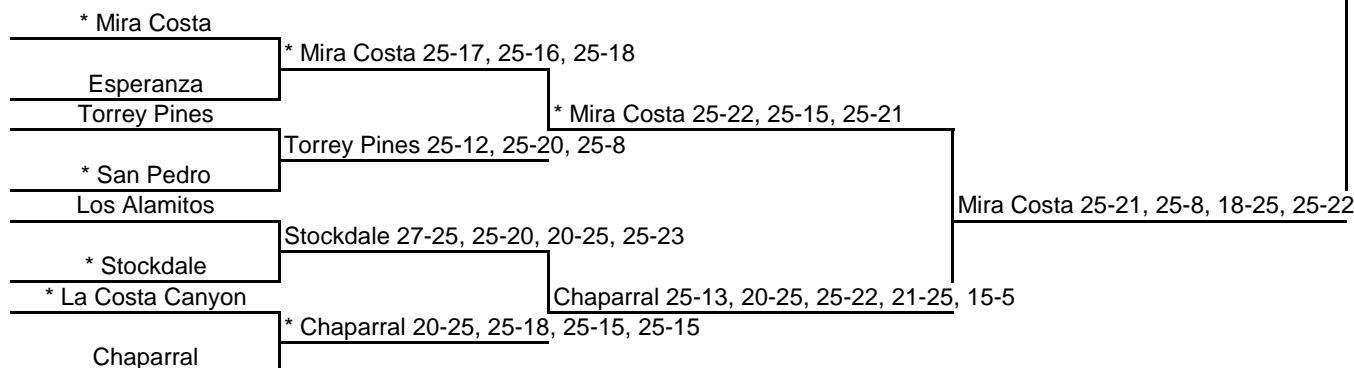 * Mira Costa
* Mira Costa 25-17, 25-16, 25-18
Esperanza
Torrey Pines
* Mira Costa 25-22, 25-15, 25-21
Torrey Pines 25-12, 25-20, 25-8
* San Pedro
Los Alamitos
Mira Costa 25-21, 25-8, 18-25, 25-22
Stockdale 27-25, 25-20, 20-25, 25-23
* Stockdale
* La Costa Canyon
Chaparral 25-13, 20-25, 25-22, 21-25, 15-5
* Chaparral 20-25, 25-18, 25-15, 25-15
Chaparral